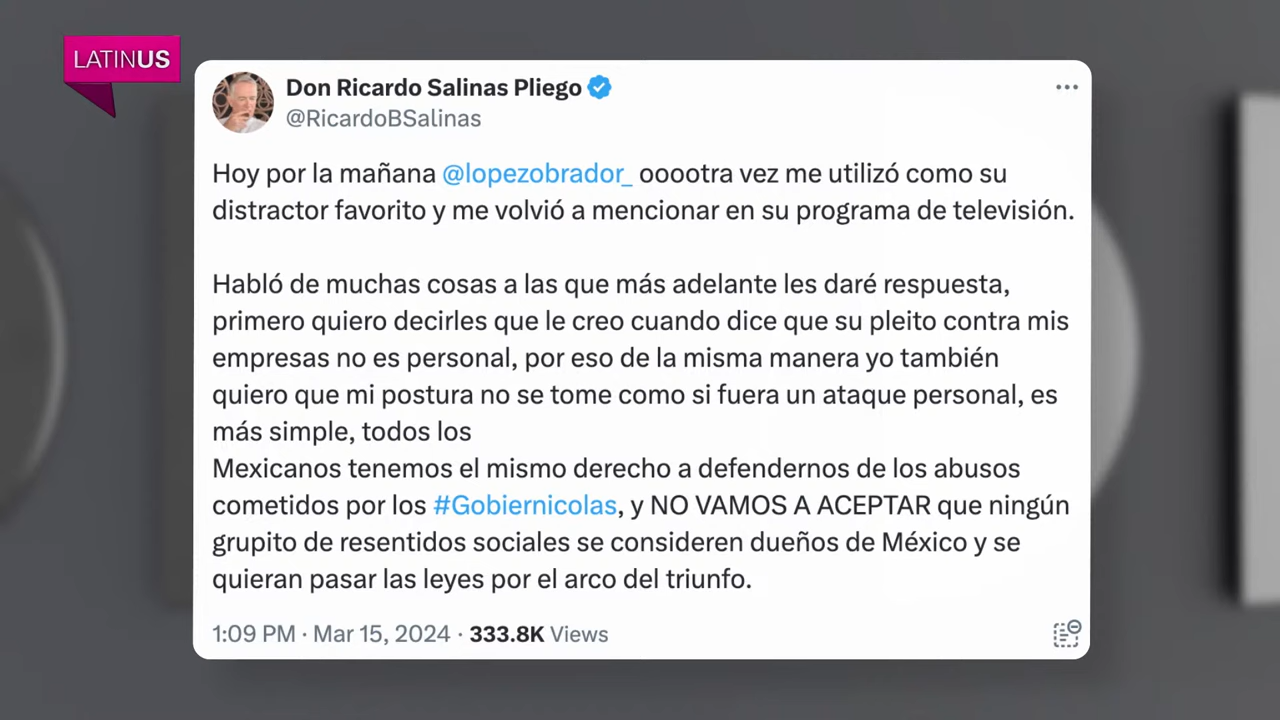 LATINUS
Don Ricardo Salinas Pliego
@RicardoBSalinas
Hoy por la mañana @lopezobrador_ ooootra vez me utilizó como su
distractor favorito y me volvió a mencionar en su programa de televisión.
Habló de muchas cosas a las que más adelante les daré respuesta,
primero quiero decirles que le creo cuando dice que su pleito contra mis
empresas no es personal, por eso de la misma manera yo también
quiero que mi postura no se tome como si fuera un ataque personal, es
más simple, todos los
Mexicanos tenemos el mismo derecho a defendernos de los abusos
cometidos por los #Gobiernicolas, y NO VAMOS A ACEPTAR que ningún
grupito de resentidos sociales se consideren dueños de México y se
quieran pasar las leyes por el arco del triunfo.
1:09 PM · Mar 15, 2024 · 333.8K Views